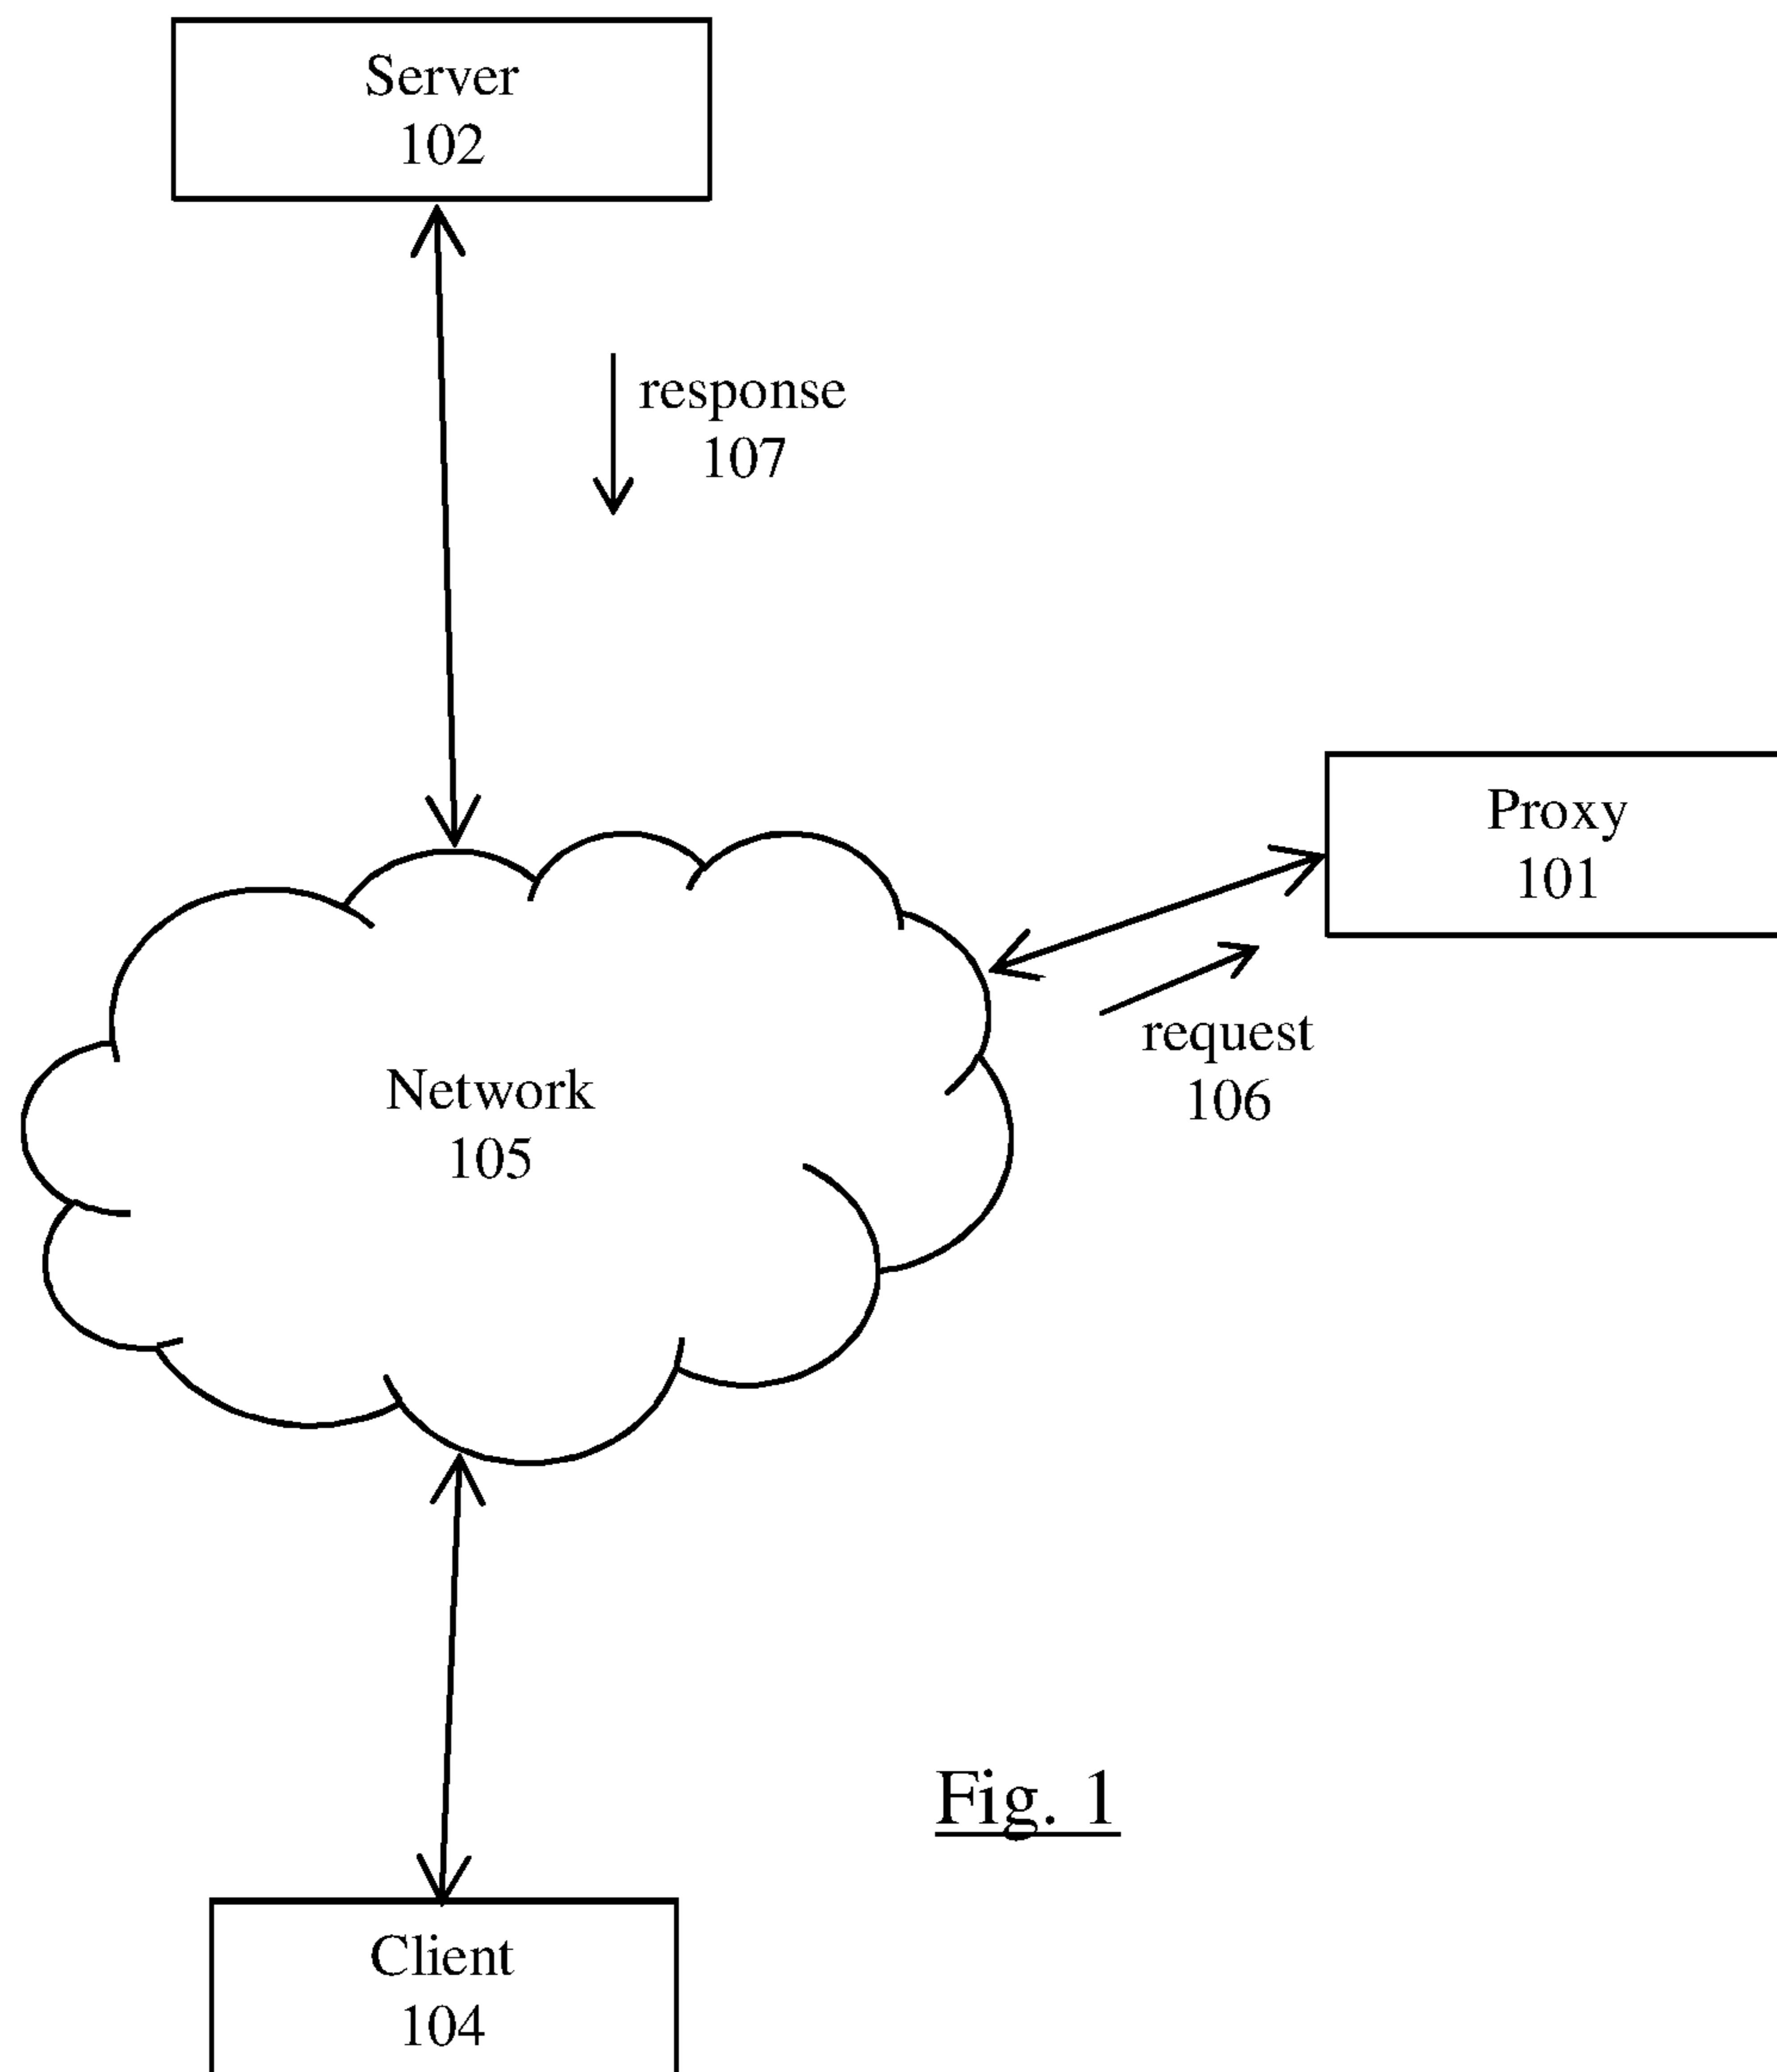 Server
102
response
107
Proxy
101
request
106
Network
105
Fig. 1
Client
104